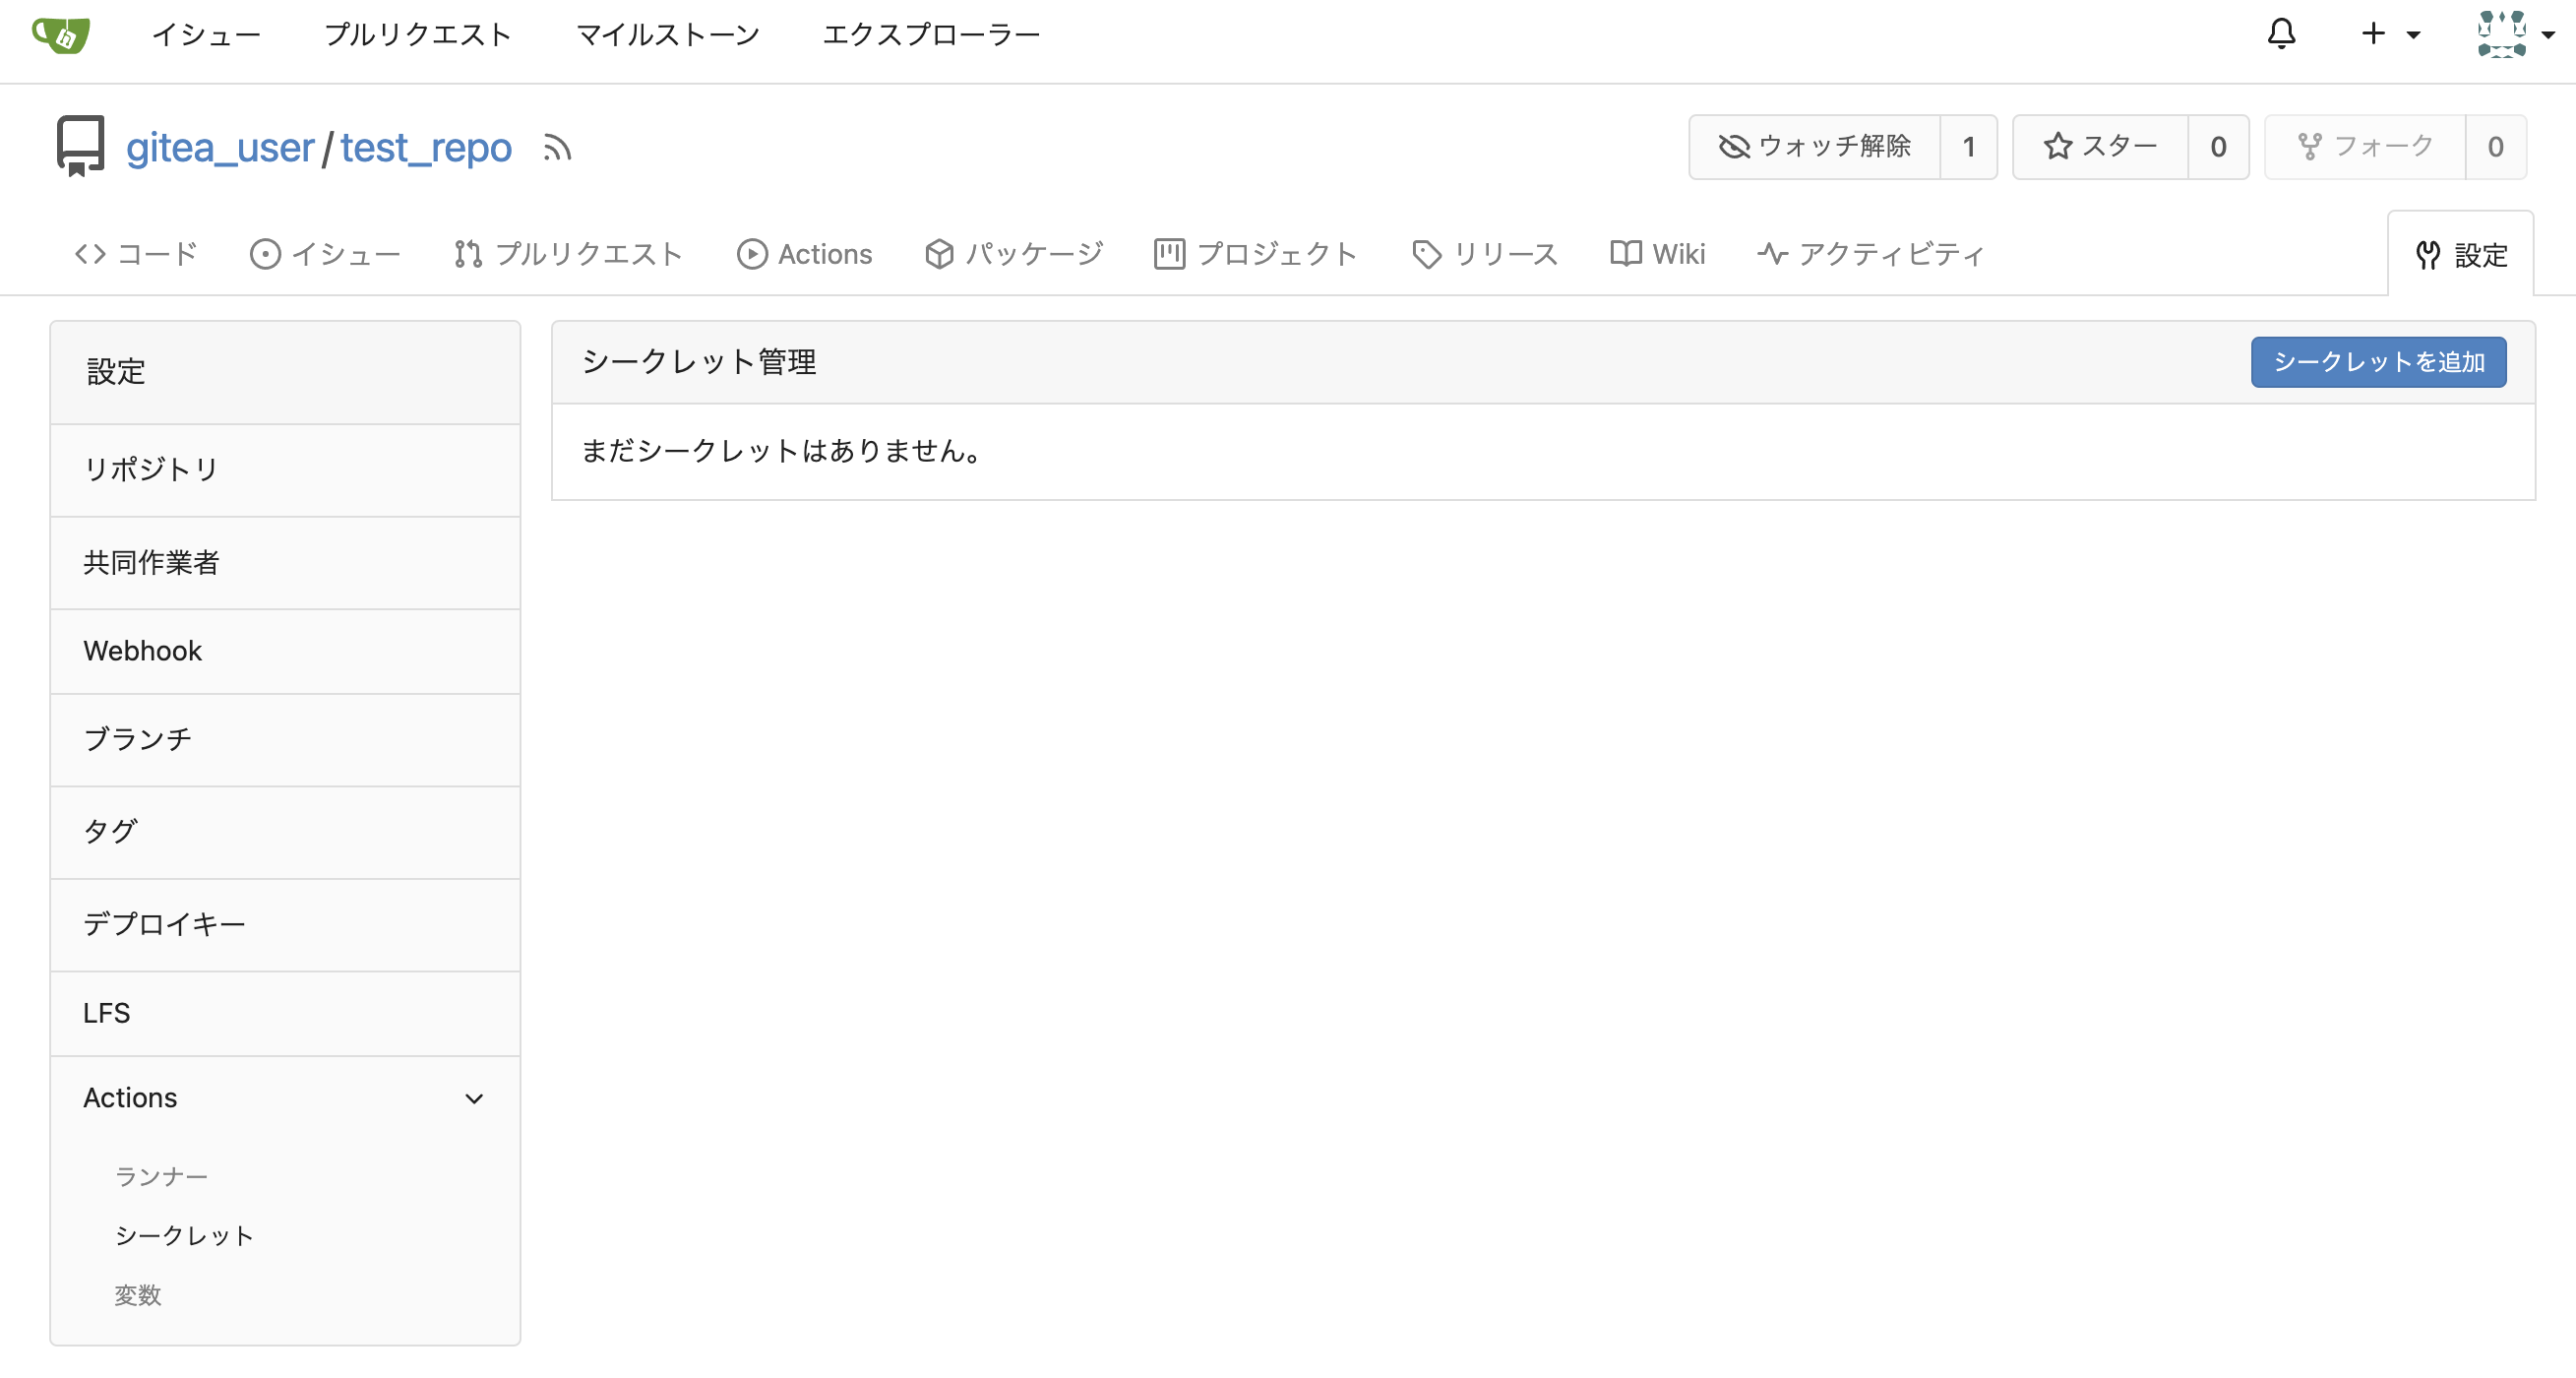 イシュー プルリクエスト マイルストーン エクスプローラー
gitea_user/test_repo ウォッチ解除 1 スター 0 フォーク 0
コード イシュー プルリクエスト Actions パッケージ プロジェクト リリース Wiki アクティビティ 設定
設定
リポジトリ
共同作業者
Webhook
ブランチ
タグ
デプロイキー
LFS
Actions
ランナー
シークレット
変数
シークレット管理 シークレットを追加
まだシークレットはありません。